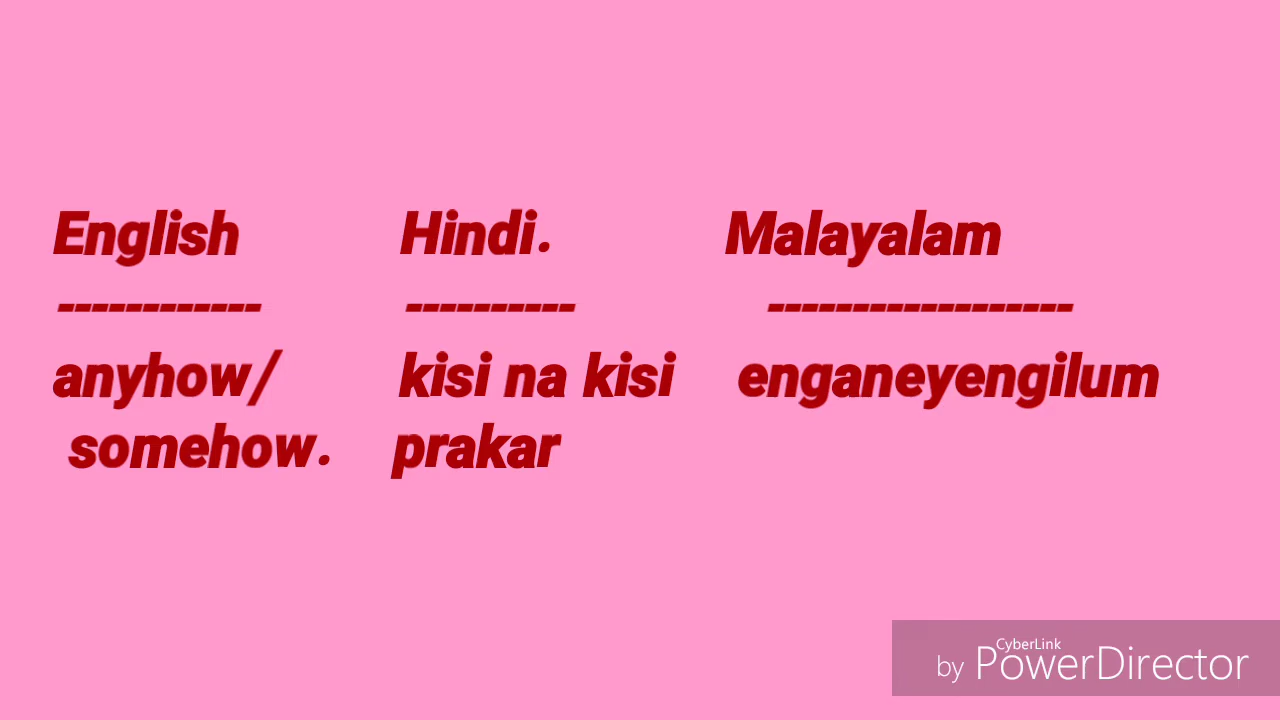 English Hindi. Malayalam
------------ ---------- ------------------
anyhow/ kisi na kisi enganeyengilum
somehow. prakar
CyberLink
by PowerDirector